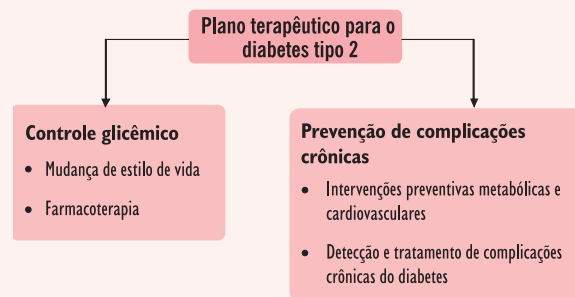 Plano terapêutico para o
diabetes tipo 2
Controle glicêmico
• Mudança de estilo de vida
• Farmacoterapia
Prevenção de complicações
crônicas
• Intervenções preventivas metabólicas e
cardiovasculares
• Detecção e tratamento de complicações
crônicas do diabetes